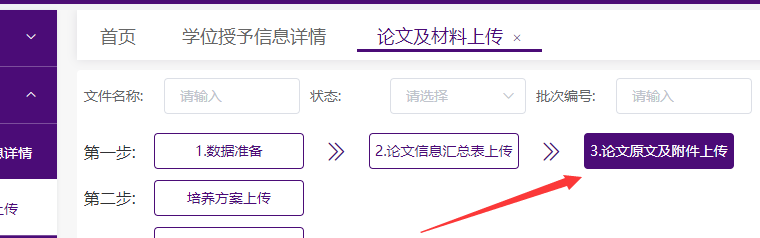 首页 学位授予信息详情 论文及材料上传 ×
文件名称: 请输入 状态: 请选择 批次编号: 请输入
息详情 第一步: 1.数据准备 2.论文信息汇总表上传 3.论文原文及附件上传
上传 第二步: 培养方案上传